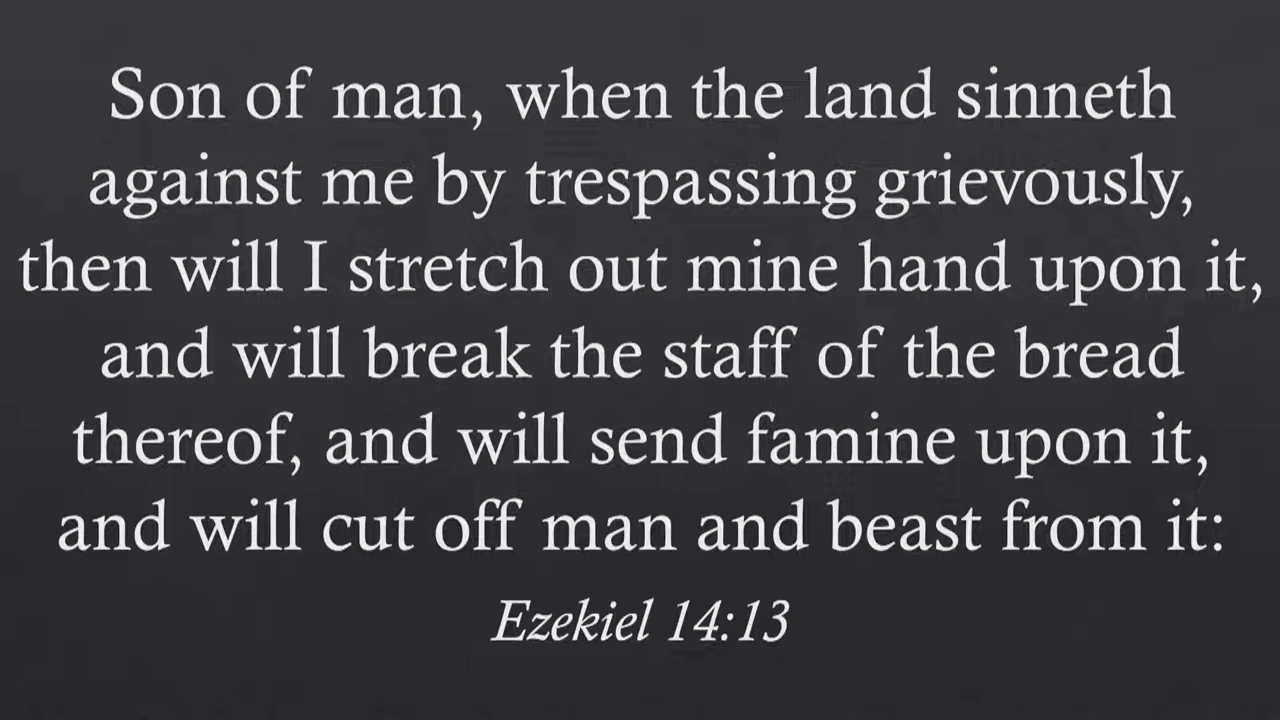 Son of man, when the land sinneth
against me by trespassing grievously,
then will I stretch out mine hand upon it,
and will break the staff of the bread
thereof, and will send famine upon it,
and will cut off man and beast from it:
Ezekiel 14:13